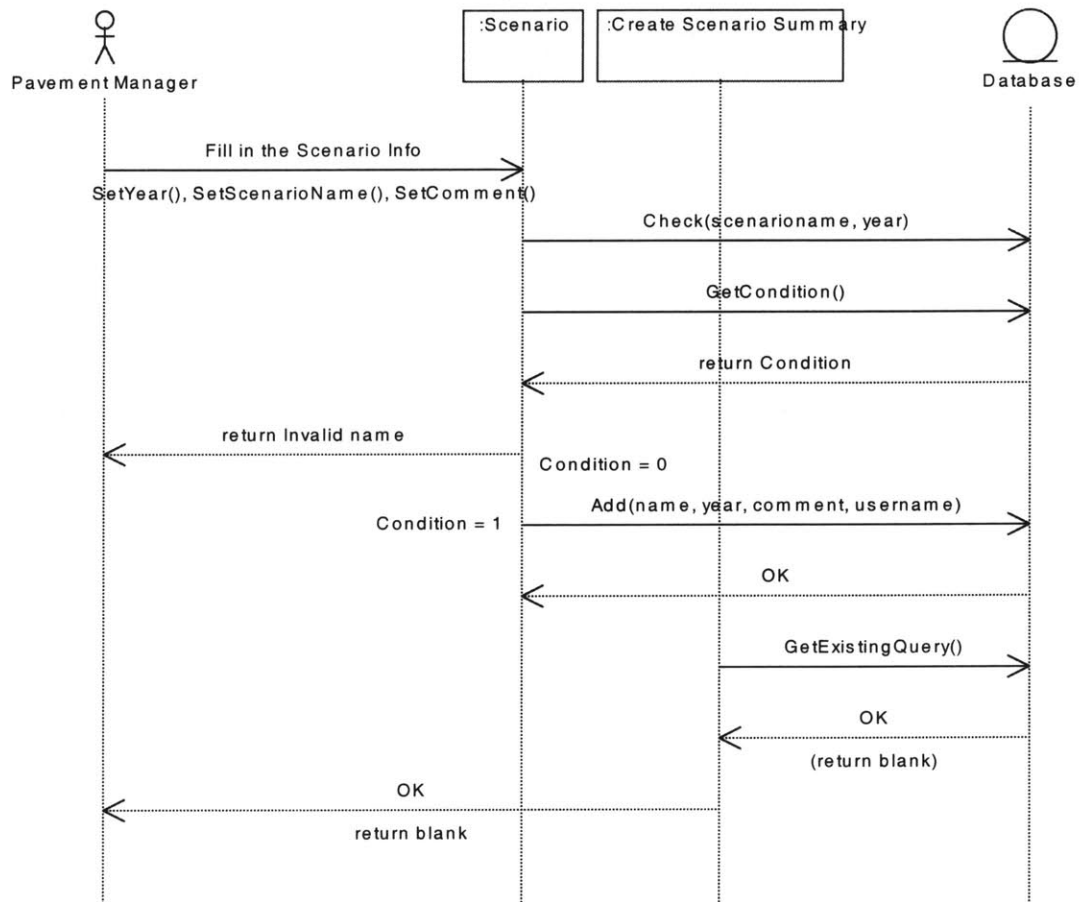 :Scenario
:Create Scenario Summary
Pavement Manager
Database
Fill in the Scenario Info
SetYear(), SetScenarioName(), SetComment()
Check(scenarioname, year)
GetCondition()
return Condition
return Invalid name
Condition = 0
Add(name, year, comment, username)
Condition = 1
OK
GetExistingQuery()
OK
(return blank)
OK
return blank